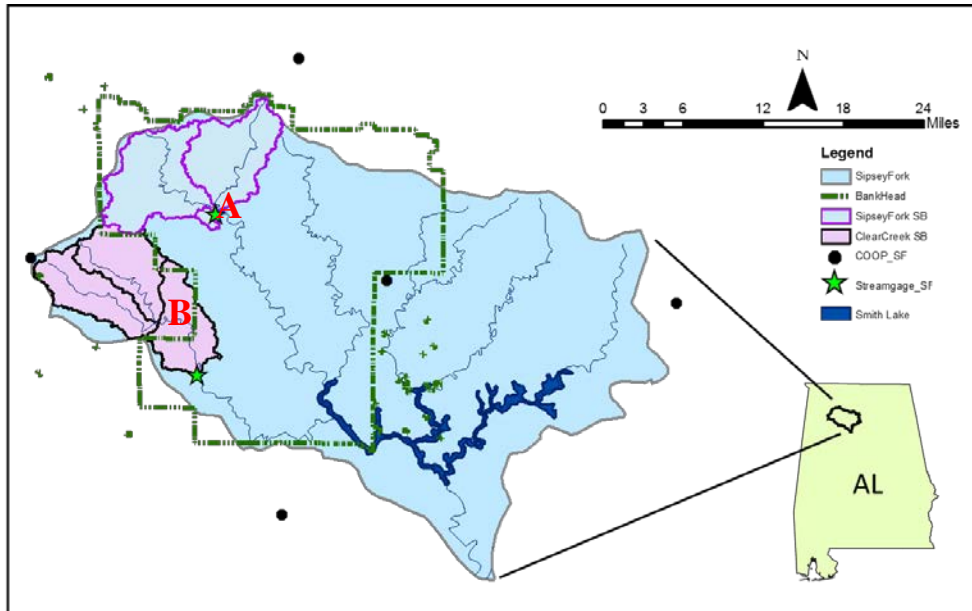 N
0 3 6 12 18 24
Miles
Legend
SipseyFork
BankHead
SipseyFork SB
ClearCreek SB
COOP_SF
Streamgage_SF
Smith Lake
A
B
AL